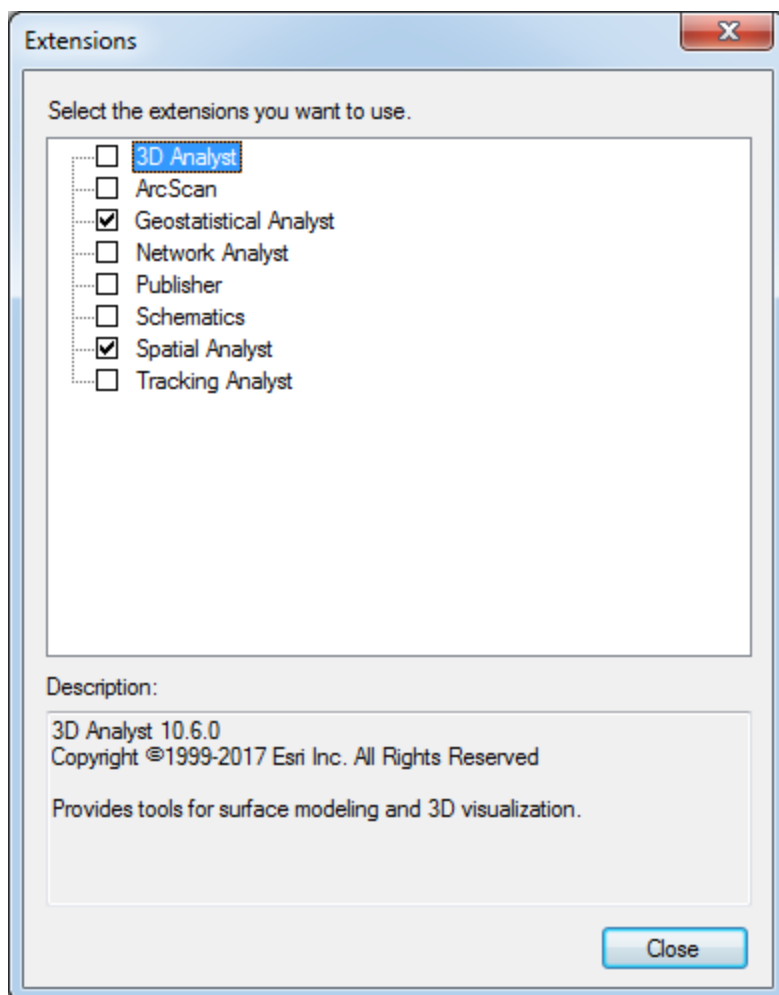 Extensions
Select the extensions you want to use.
3D Analyst
ArcScan
Geostatistical Analyst
Network Analyst
Publisher
Schematics
Spatial Analyst
Tracking Analyst
Description:
3D Analyst 10.6.0
Copyright ©1999-2017 Esri Inc. All Rights Reserved
Provides tools for surface modeling and 3D visualization.
Close